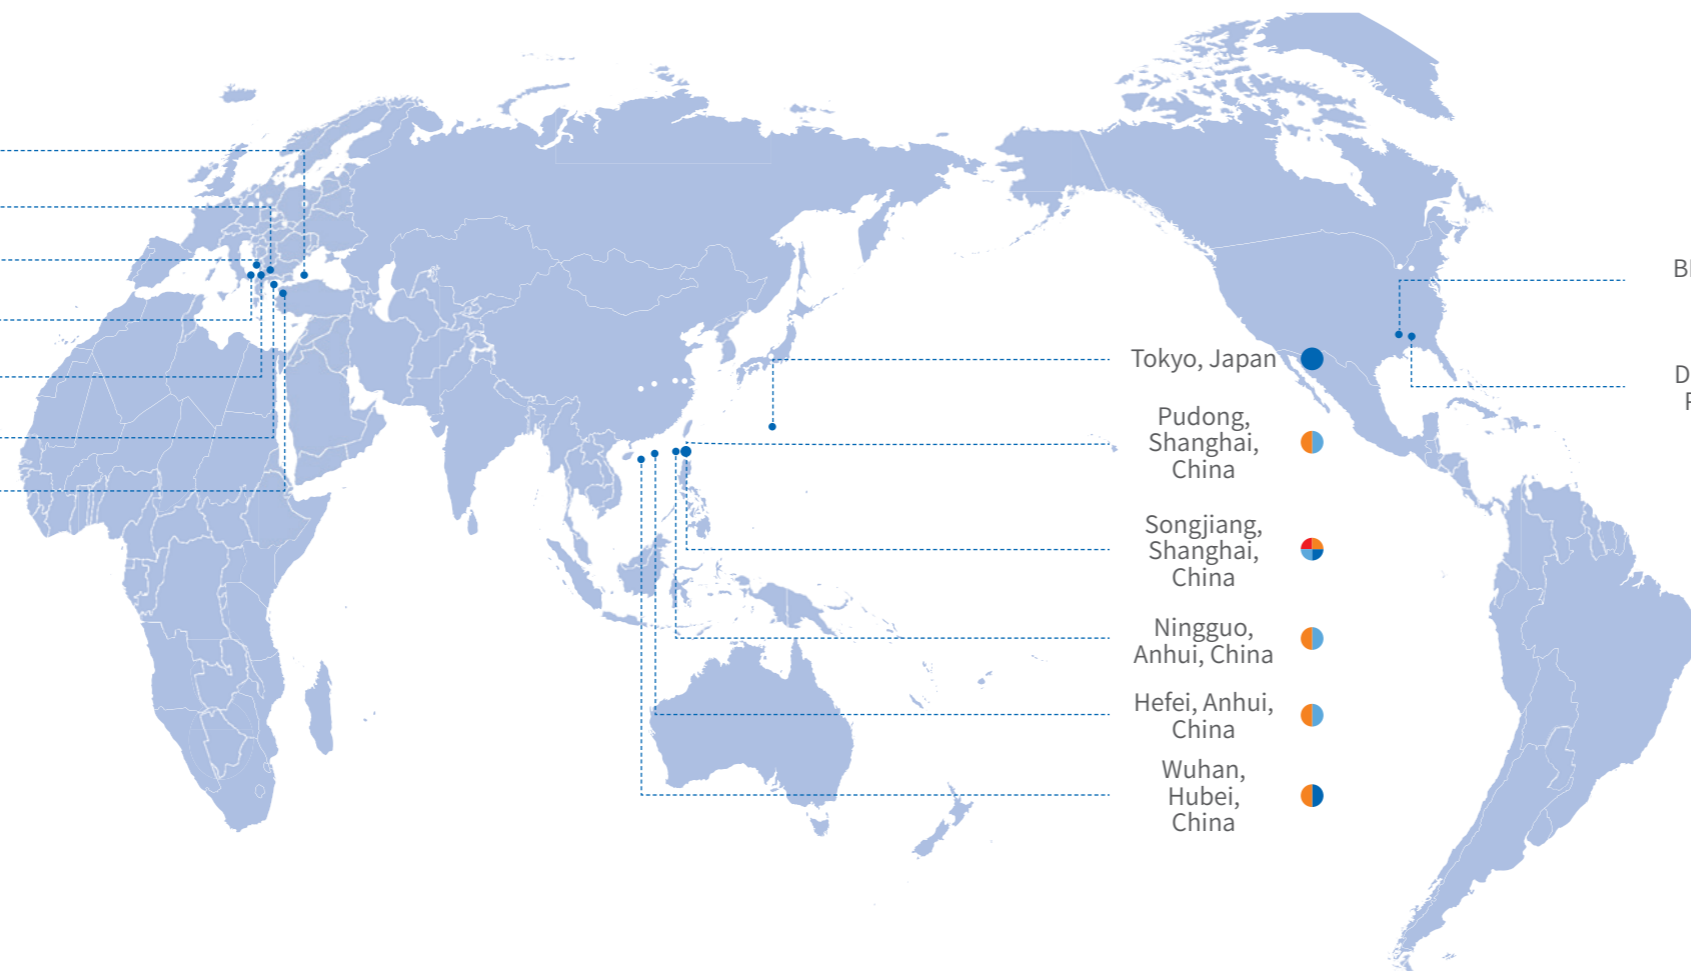 Tokyo, Japan
Pudong,
Shanghai,
China
Songjiang,
Shanghai,
China
Ningguo,
Anhui, China
Hefei, Anhui,
China
Wuhan,
Hubei,
China